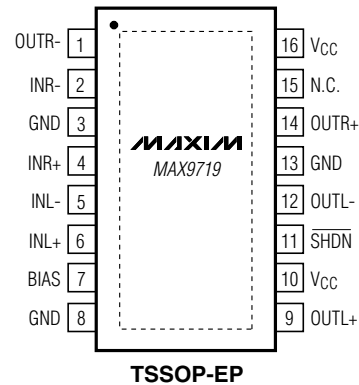 OUTR- 1
INR- 2
GND 3
INR+ 4
INL- 5
INL+ 6
BIAS 7
GND 8
MAXIM
MAX9719
16 VCC
15 N.C.
14 OUTR+
13 GND
12 OUTL-
11 SHDN
10 VCC
9 OUTL+
TSSOP-EP